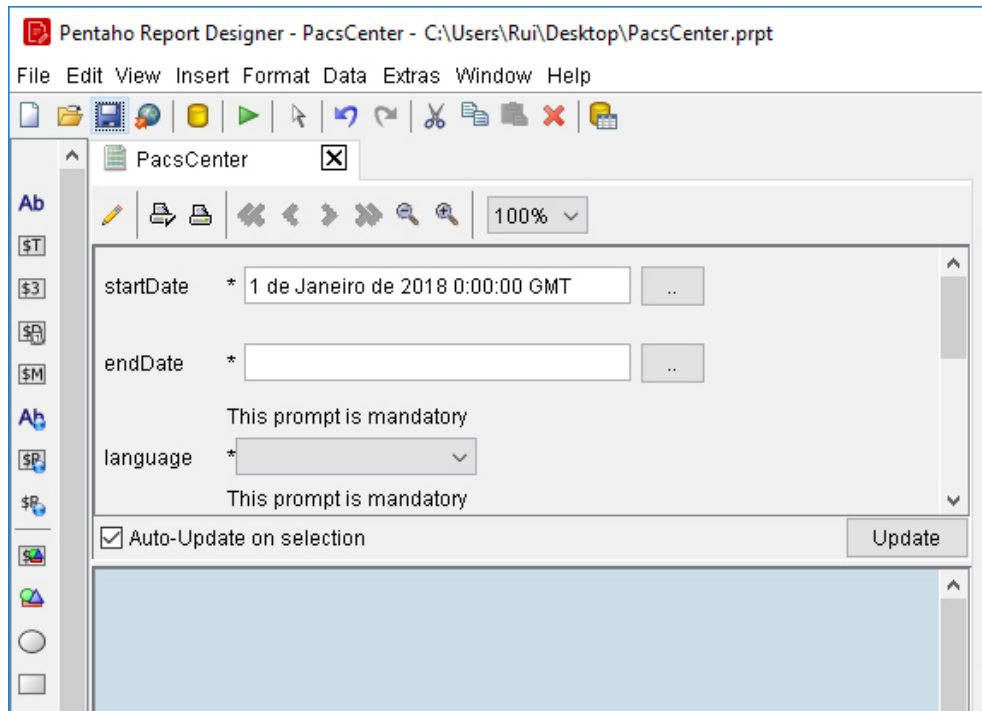 Pentaho Report Designer - PacsCenter - C:\Users\Rui\Desktop\PacsCenter.prpt
File Edit View Insert Format Data Extras Window Help
PacsCenter
Ab
100%
$T
$3
startDate * 1 de Janeiro de 2018 0:00:00 GMT ..
$M
endDate * ..
Ab
This prompt is mandatory
$P
language *
This prompt is mandatory
Auto-Update on selection Update